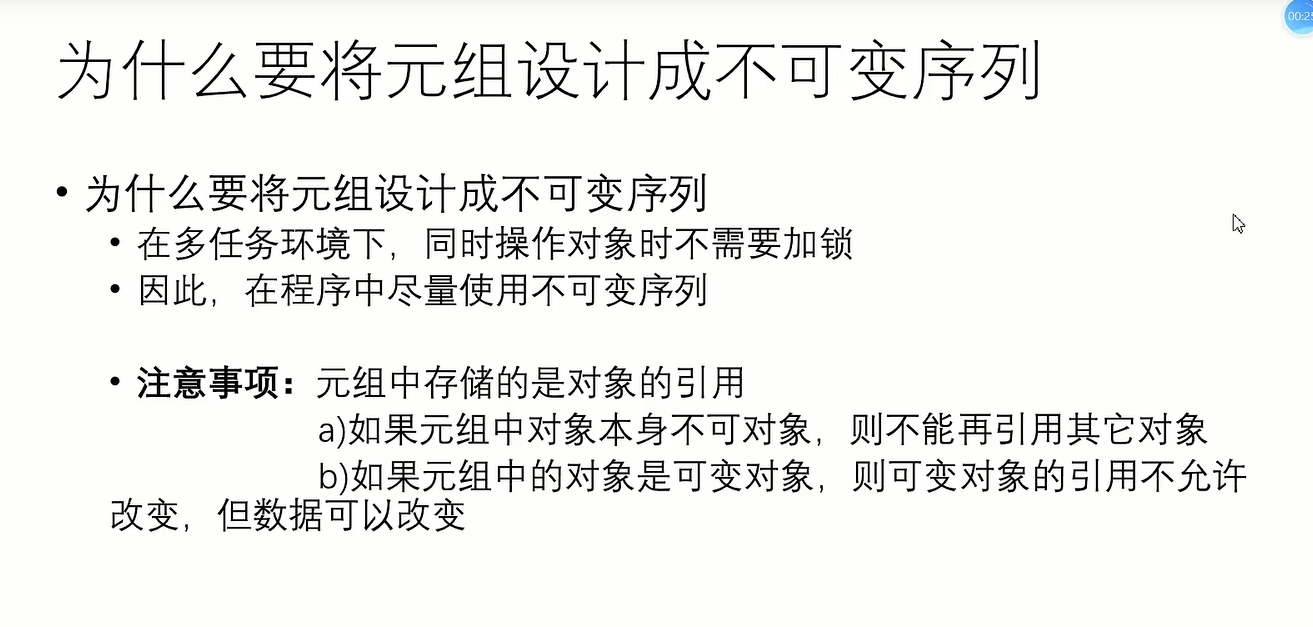 为什么要将元组设计成不可变序列
• 为什么要将元组设计成不可变序列
• 在多任务环境下，同时操作对象时不需要加锁
• 因此，在程序中尽量使用不可变序列
• 注意事项：元组中存储的是对象的引用
a)如果元组中对象本身不可对象，则不能再引用其它对象
b)如果元组中的对象是可变对象，则可变对象的引用不允许
改变，但数据可以改变